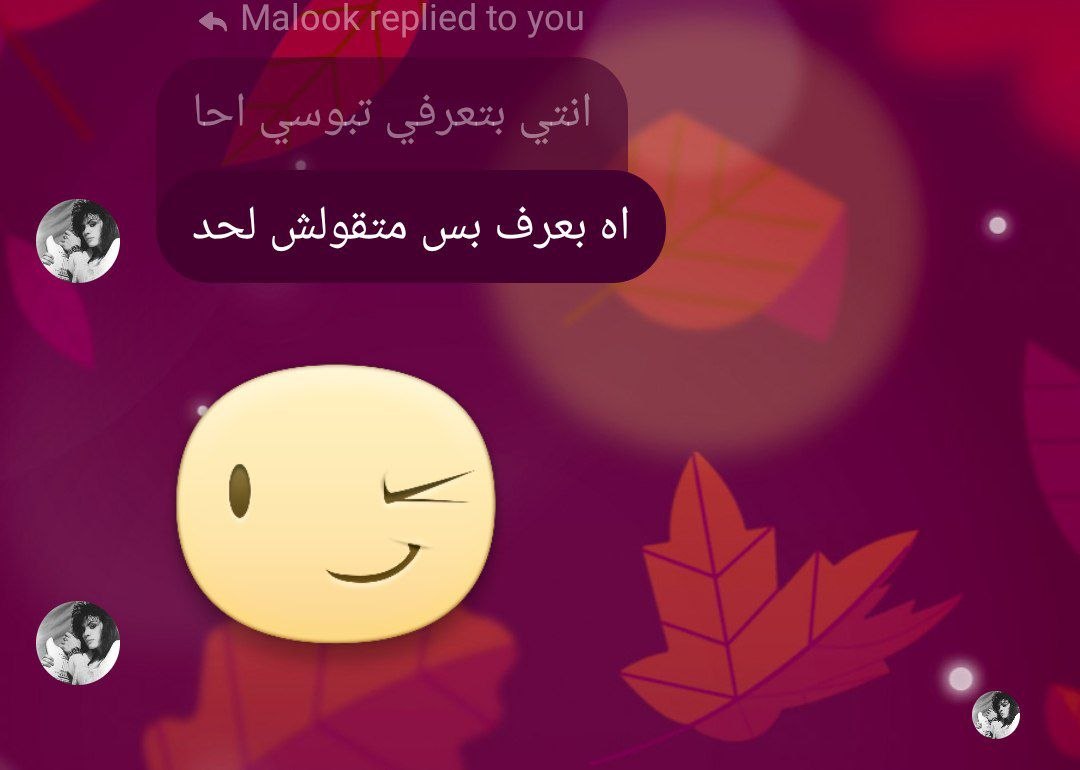 Malook replied to you
انتي بتعرفي تبوسي احا
اه بعرف بس متقولش لحد